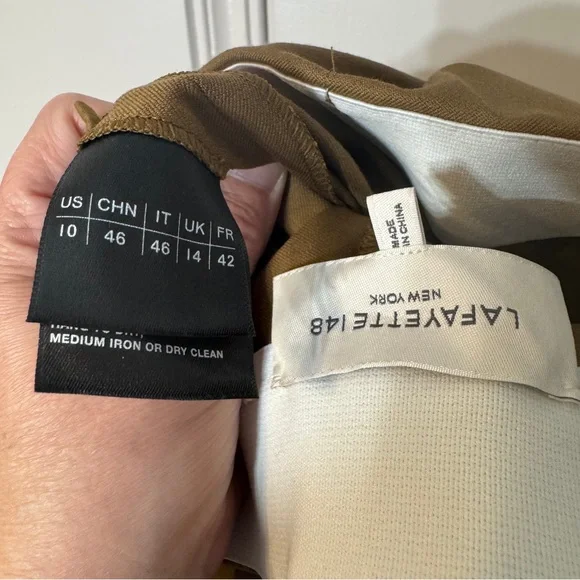 US CHN IT UK FR
10 46 46 14 42
MEDIUM IRON OR DRY CLEAN
MADE
IN CHINA
LAFAYETTE 148
NEW YORK